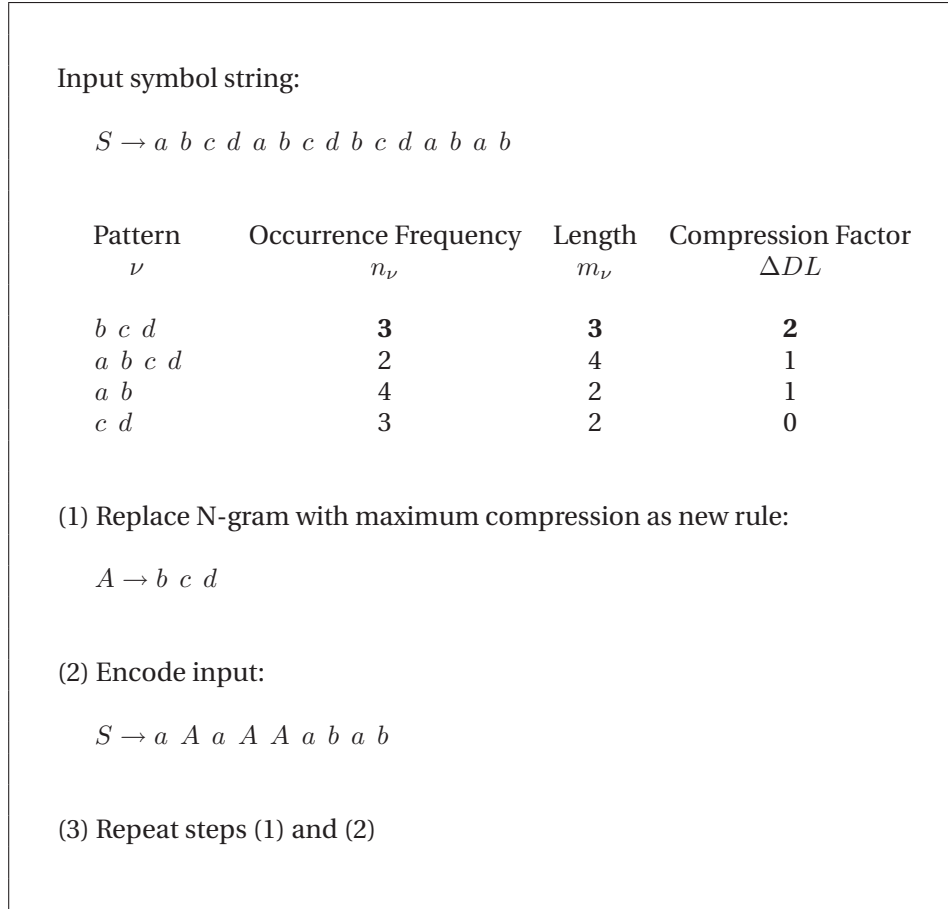 Input symbol string:
S → a b c d a b c d b c d a b a b
Pattern Occurrence Frequency Length Compression Factor
ν n_ν m_ν ΔDL
b c d 3 3 2
a b c d 2 4 1
a b 4 2 1
c d 3 2 0
(1) Replace N-gram with maximum compression as new rule:
A → b c d
(2) Encode input:
S → a A a A A a b a b
(3) Repeat steps (1) and (2)